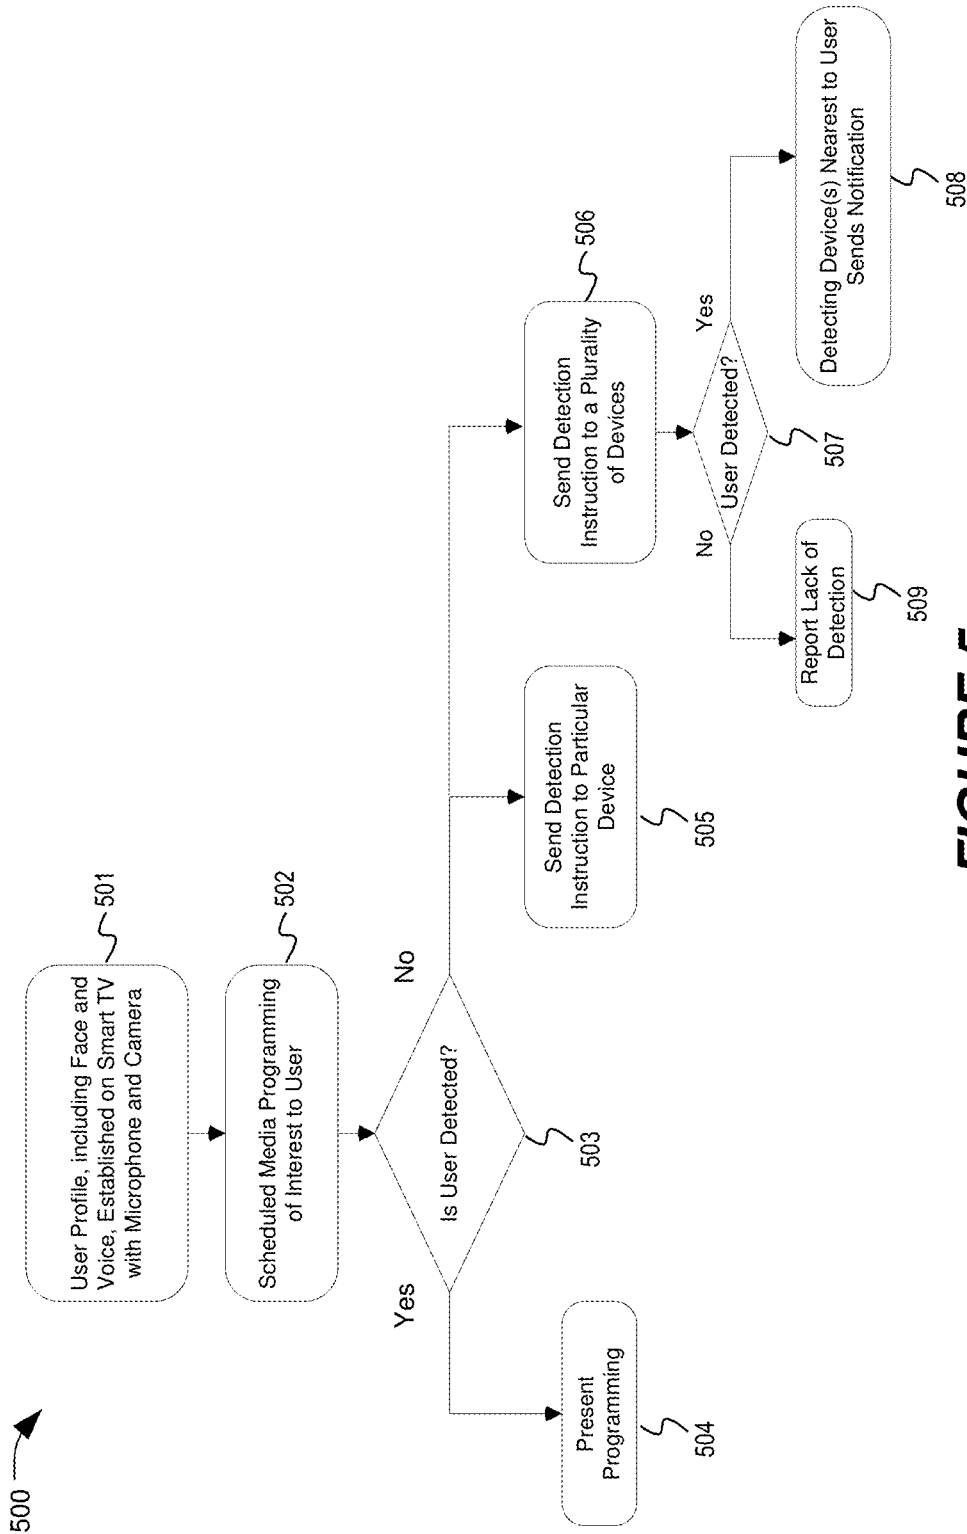 500
User Profile, including Face and
Voice, Established on Smart TV
with Microphone and Camera
501
Scheduled Media Programming
of Interest to User
502
Is User Detected?
503
Yes
No
Present
Programming
504
Send Detection
Instruction to Particular
Device
505
Send Detection
Instruction to a Plurality
of Devices
506
User Detected?
507
No
Yes
Report Lack of
Detection
509
Detecting Device(s) Nearest to User
Sends Notification
508
FIGURE 5